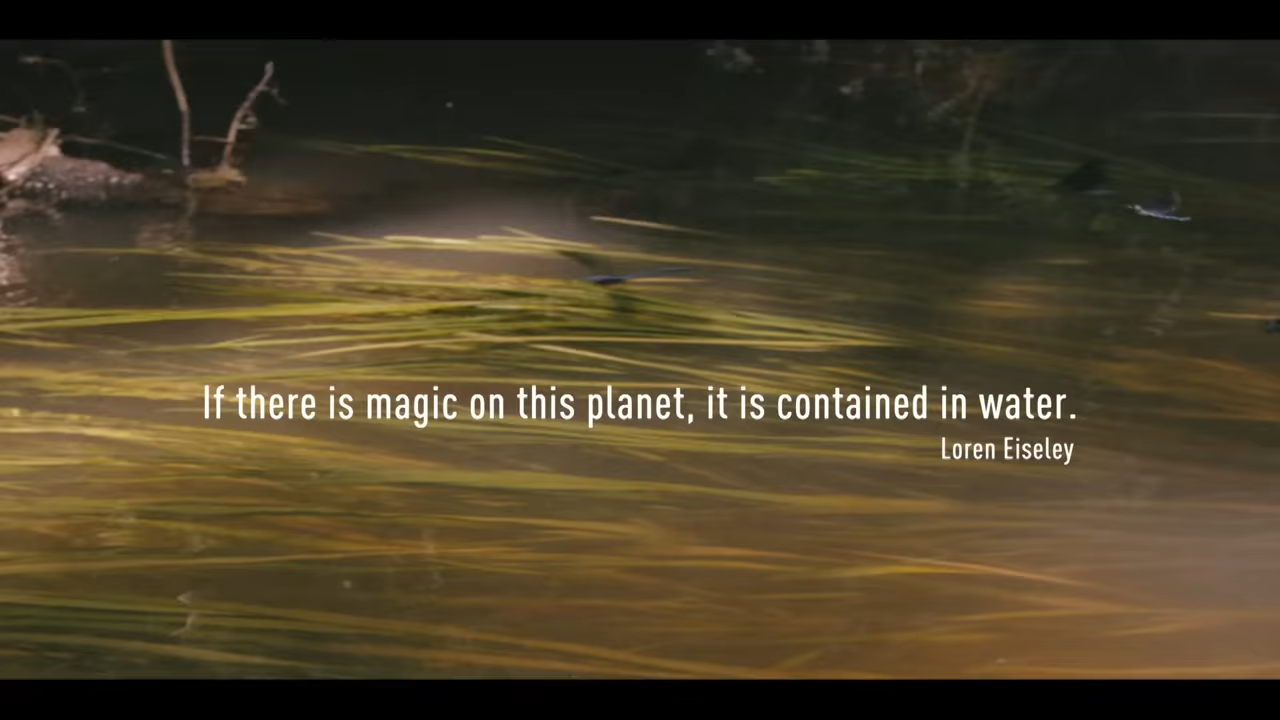 If there is magic on this planet, it is contained in water.
Loren Eiseley